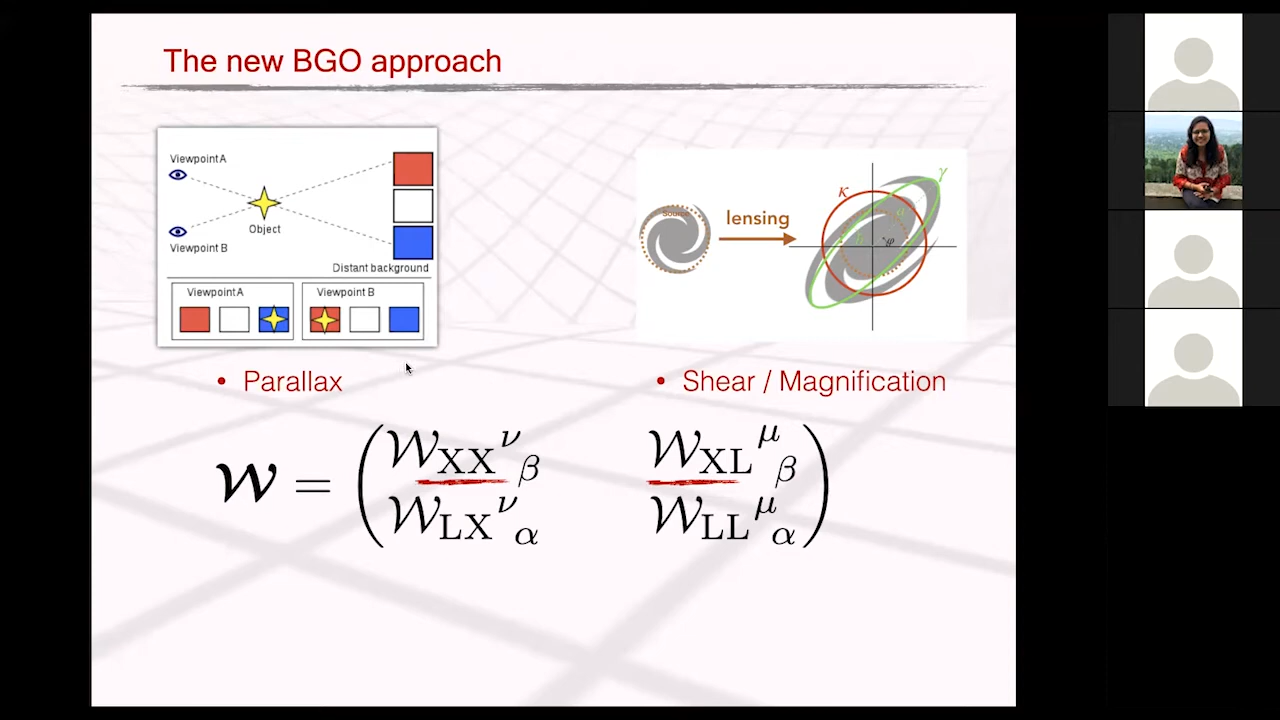 The new BGO approach
Viewpoint A
Object
Viewpoint B
Distant background
Viewpoint A
Viewpoint B
Source
lensing
κ
γ
a
b
φ
• Parallax
• Shear / Magnification
𝓦 = ( 𝒲XX^ν_β 𝒲XL^μ_β
𝒲LX^ν_α 𝒲LL^μ_α )